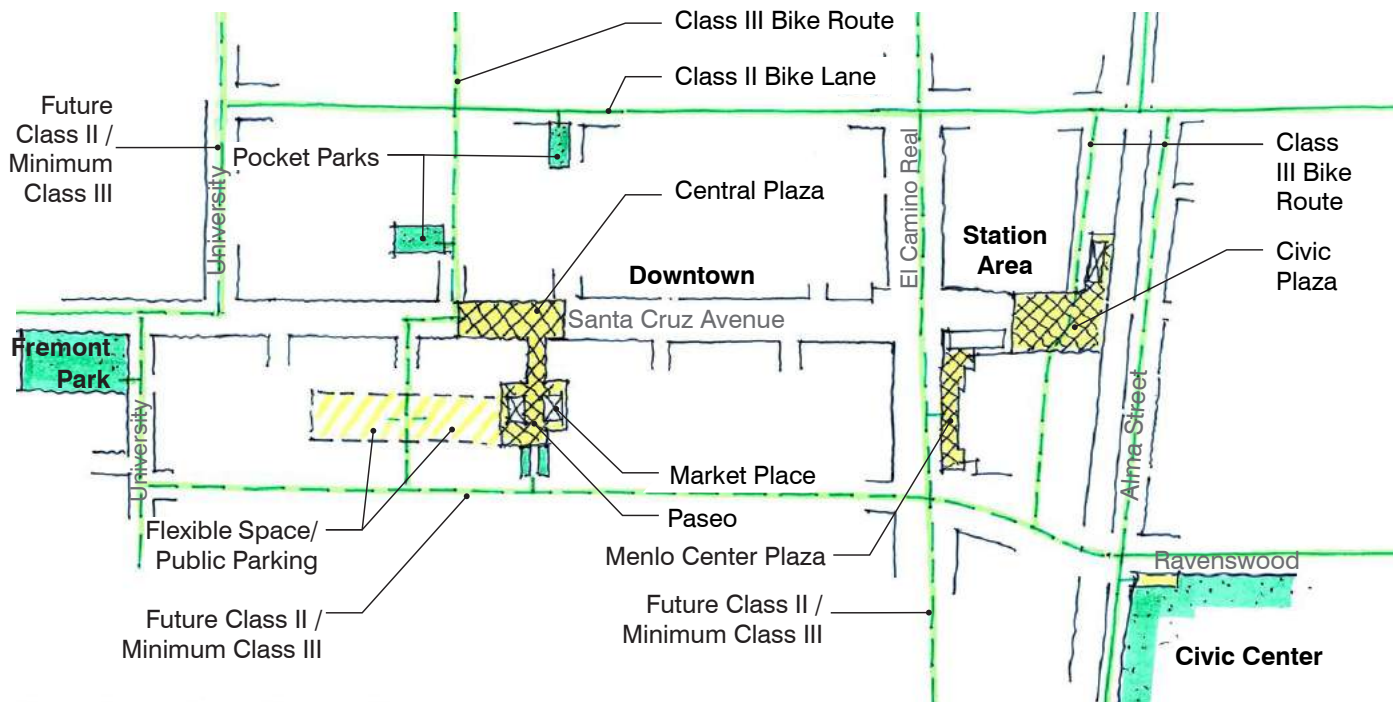 Class III Bike Route
Class II Bike Lane
Future
Class II /
Minimum
Class III
Pocket Parks
University
Central Plaza
El Camino Real
Class
III Bike
Route
Station
Area
Civic
Plaza
Downtown
Santa Cruz Avenue
Fremont
Park
University
Alma Street
Market Place
Paseo
Flexible Space/
Public Parking
Menlo Center Plaza
Ravenswood
Future Class II /
Minimum Class III
Future Class II /
Minimum Class III
Civic Center